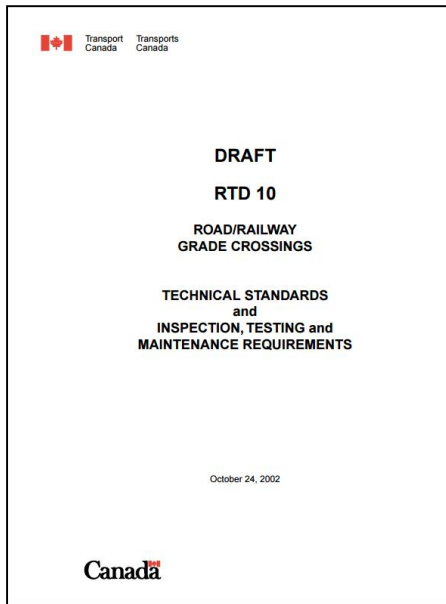 Transport Transports
Canada Canada
DRAFT
RTD 10
ROAD/RAILWAY
GRADE CROSSINGS
TECHNICAL STANDARDS
and
INSPECTION, TESTING and
MAINTENANCE REQUIREMENTS
October 24, 2002
Canada